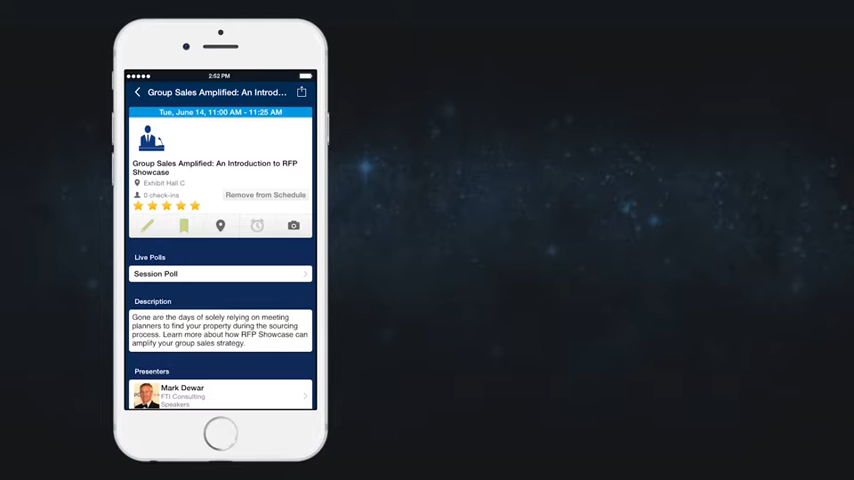 2:52 PM
Group Sales Amplified: An Introd...
Tue, June 14, 11:00 AM - 11:25 AM
Group Sales Amplified: An Introduction to RFP
Showcase
Exhibit Hall C
0 check-ins
Remove from Schedule
Live Polls
Session Poll
Description
Gone are the days of solely relying on meeting
planners to find your property during the sourcing
process. Learn more about how RFP Showcase can
amplify your group sales strategy.
Presenters
Mark Dewar
FTI Consulting
Speakers